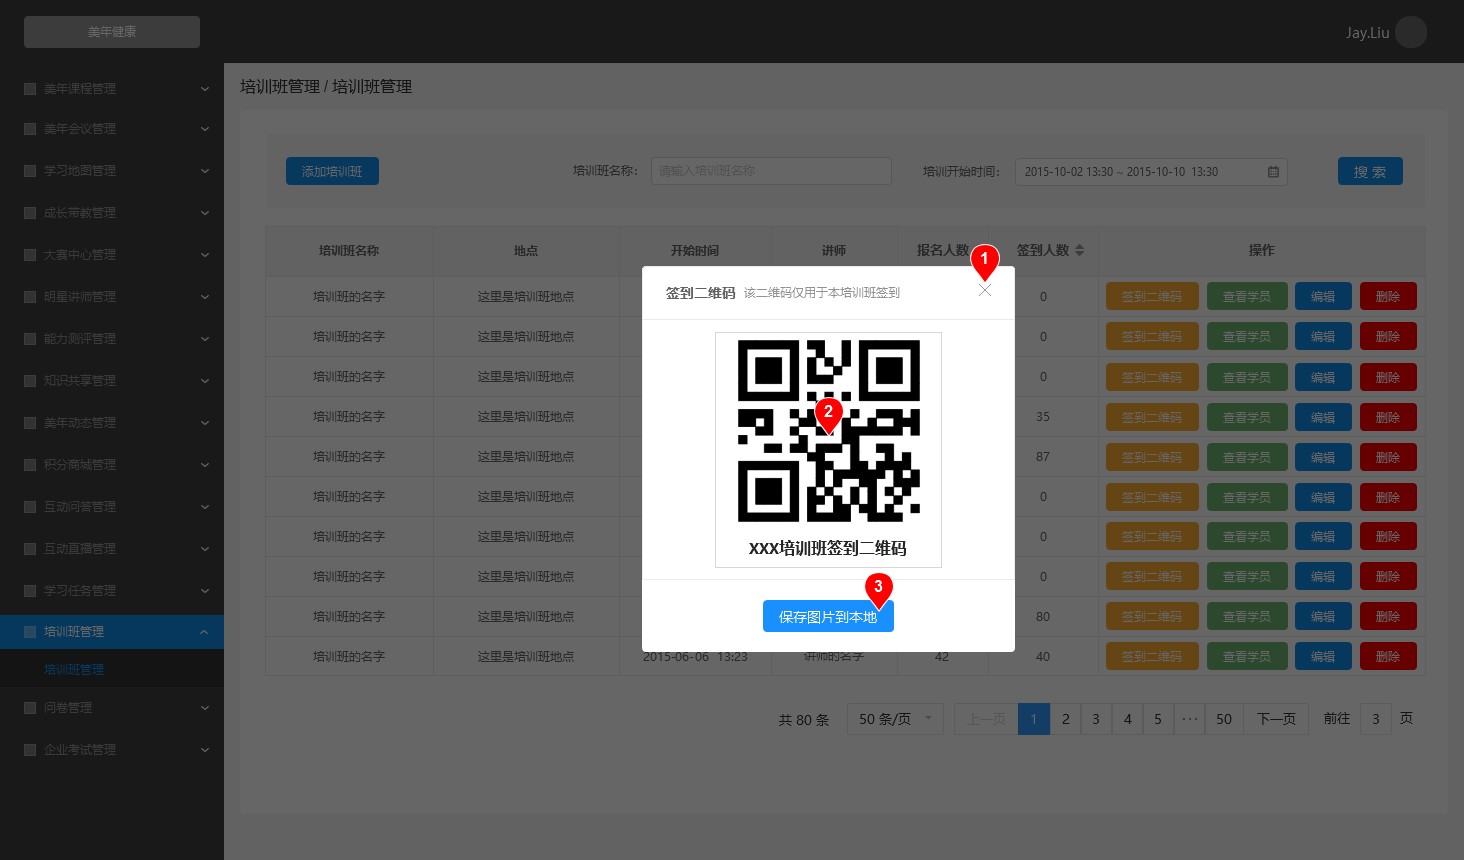 美年健康
Jay.Liu
美年课程管理
美年会议管理
学习地图管理
成长带教管理
大赛中心管理
明星讲师管理
能力测评管理
知识共享管理
美年动态管理
积分商城管理
互动问答管理
互动直播管理
学习任务管理
培训班管理
培训班管理
问卷管理
企业考试管理
培训班管理 / 培训班管理
添加培训班 培训班名称： 请输入培训班名称 培训开始时间： 2015-10-02 13:30 ~ 2015-10-10 13:30 搜 索
培训班名称 地点 开始时间 讲师 报名人数 签到人数 操作
培训班的名字 这里是培训班地点 0 签到二维码 查看学员 编辑 删除
培训班的名字 这里是培训班地点 0 签到二维码 查看学员 编辑 删除
培训班的名字 这里是培训班地点 0 签到二维码 查看学员 编辑 删除
培训班的名字 这里是培训班地点 35 签到二维码 查看学员 编辑 删除
培训班的名字 这里是培训班地点 87 签到二维码 查看学员 编辑 删除
培训班的名字 这里是培训班地点 0 签到二维码 查看学员 编辑 删除
培训班的名字 这里是培训班地点 0 签到二维码 查看学员 编辑 删除
培训班的名字 这里是培训班地点 0 签到二维码 查看学员 编辑 删除
培训班的名字 这里是培训班地点 80 签到二维码 查看学员 编辑 删除
培训班的名字 这里是培训班地点 2015-06-06 13:23 讲师的名字 42 40 签到二维码 查看学员 编辑 删除
共 80 条 50 条/页 上一页 1 2 3 4 5 ··· 50 下一页 前往 3 页
1
签到二维码 该二维码仅用于本培训班签到
2
XXX培训班签到二维码
3
保存图片到本地